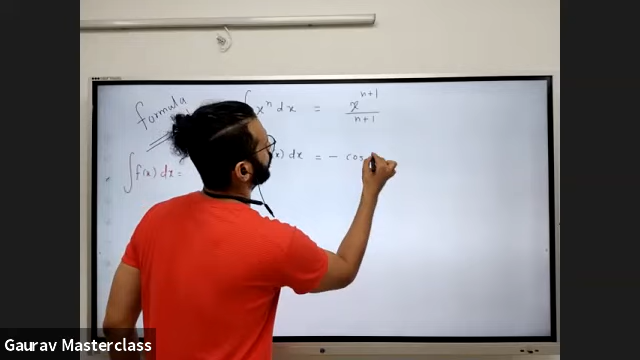 formula
∫ xⁿ dx = xⁿ⁺¹ / n+1
∫ f(x) dx =
x) dx = − cos
Gaurav Masterclass